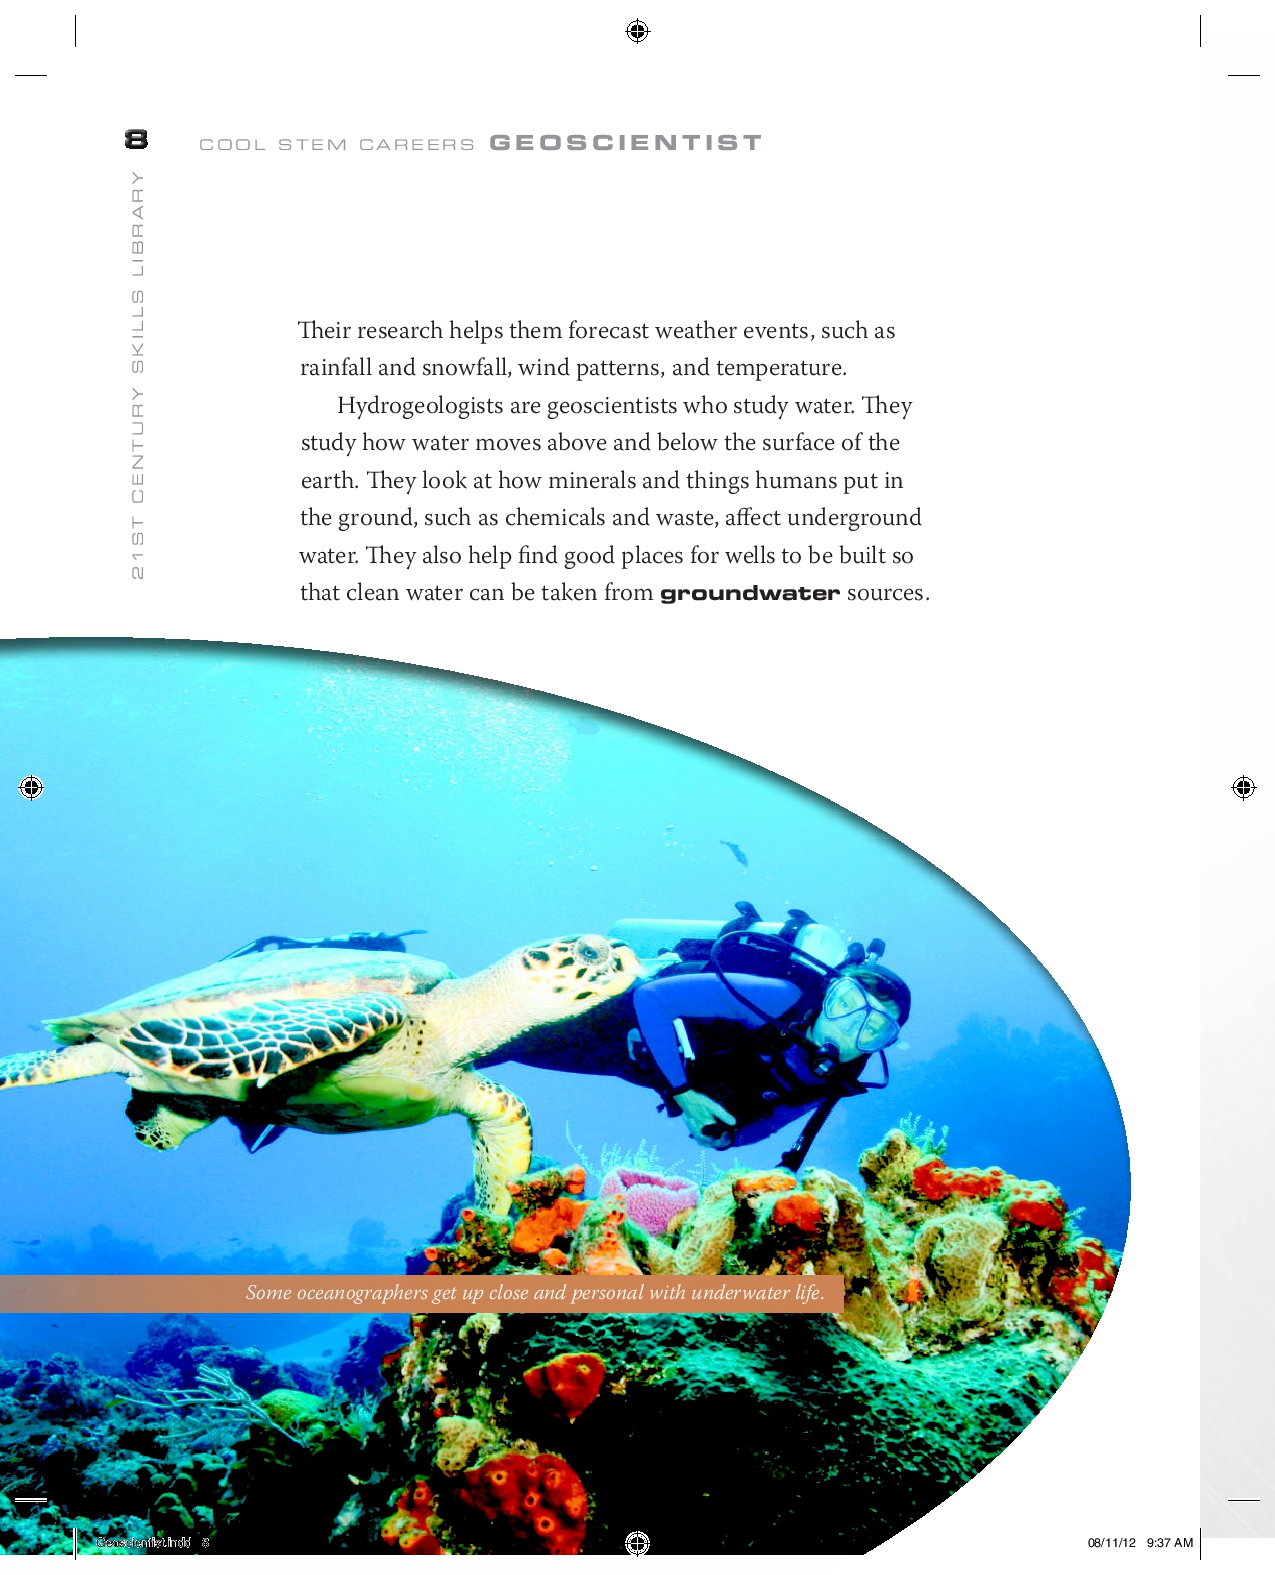 8 COOL STEM CAREERS GEOSCIENTIST
21ST CENTURY SKILLS LIBRARY
Their research helps them forecast weather events, such as
rainfall and snowfall, wind patterns, and temperature.
Hydrogeologists are geoscientists who study water. They
study how water moves above and below the surface of the
earth. They look at how minerals and things humans put in
the ground, such as chemicals and waste, affect underground
water. They also help find good places for wells to be built so
that clean water can be taken from groundwater sources.
Some oceanographers get up close and personal with underwater life.
Geoscientist.indd 8
08/11/12 9:37 AM